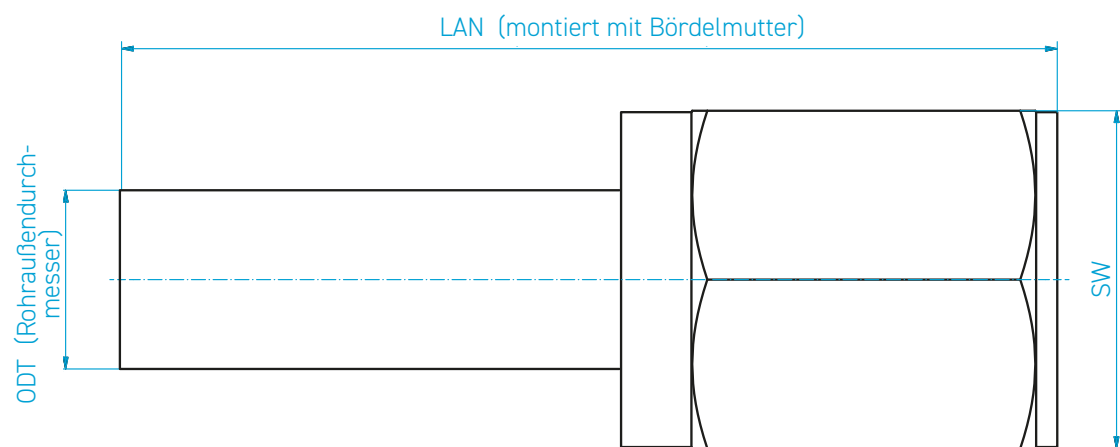 LAN (montiert mit Bördelmutter)
ODT (Rohraußendurch-
messer)
SW